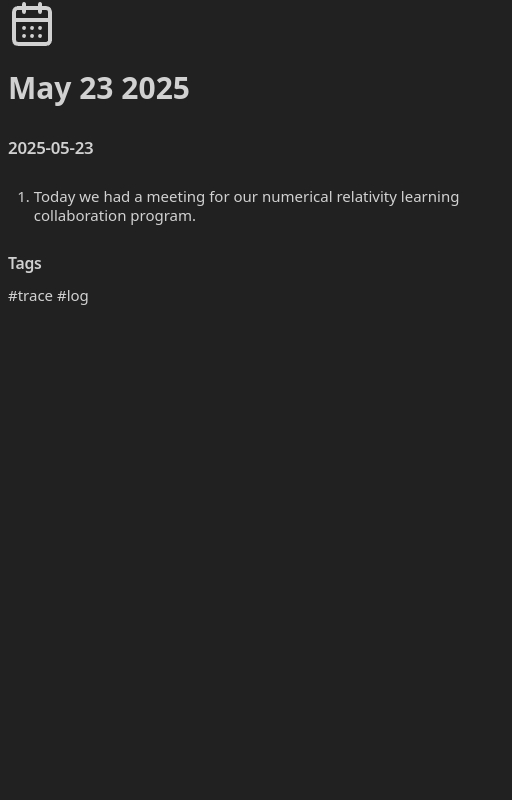 May 23 2025
2025-05-23
1. Today we had a meeting for our numerical relativity learning
collaboration program.
Tags
#trace #log